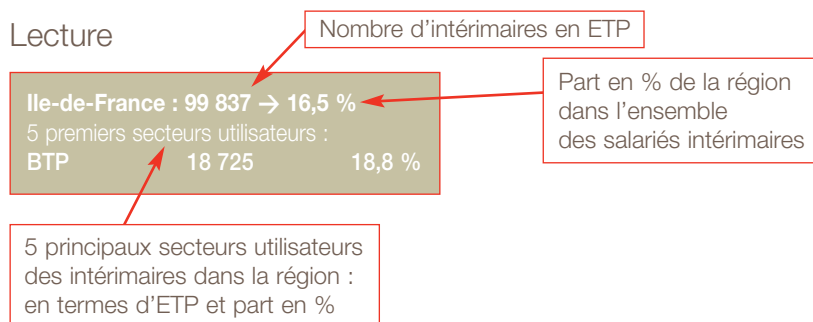 Lecture
Nombre d’intérimaires en ETP
Ile-de-France : 99 837 → 16,5 %
5 premiers secteurs utilisateurs :
BTP 18 725 18,8 %
Part en % de la région
dans l’ensemble
des salariés intérimaires
5 principaux secteurs utilisateurs
des intérimaires dans la région :
en termes d’ETP et part en %